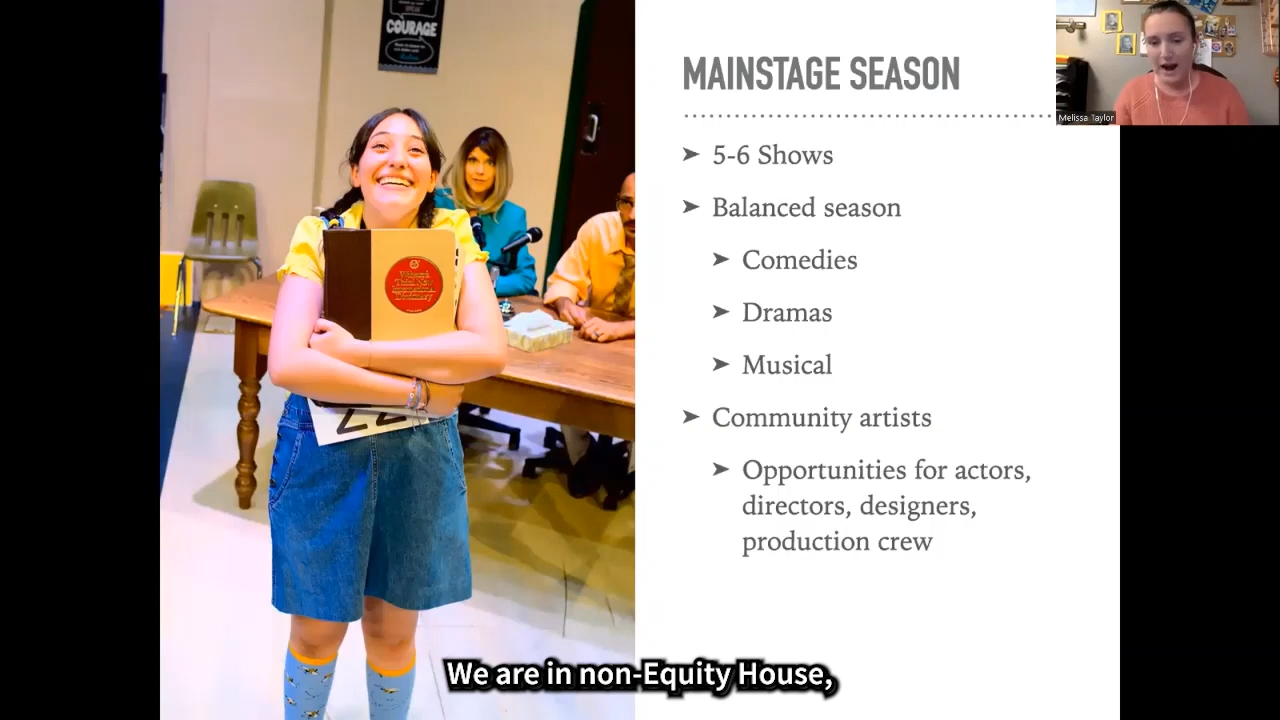 COURAGE
MAINSTAGE SEASON
Melissa Taylor
5-6 Shows
Balanced season
Comedies
Dramas
Musical
Community artists
Opportunities for actors,
directors, designers,
production crew
We are in non-Equity House,